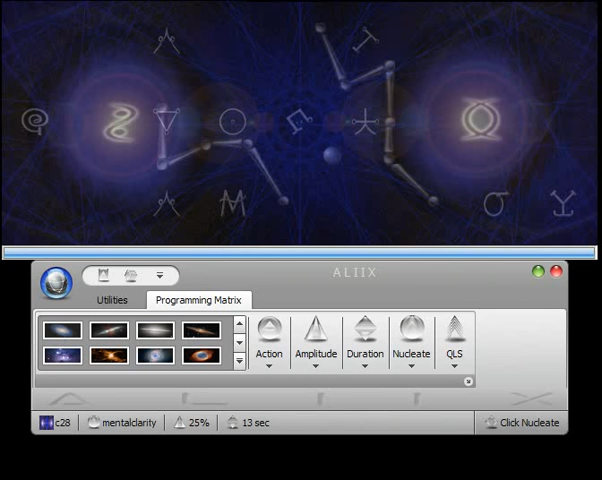 ALIIX
Utilities Programming Matrix
Action Amplitude Duration Nucleate QLS
c28 mentalclarity 25% 13 sec Click Nucleate